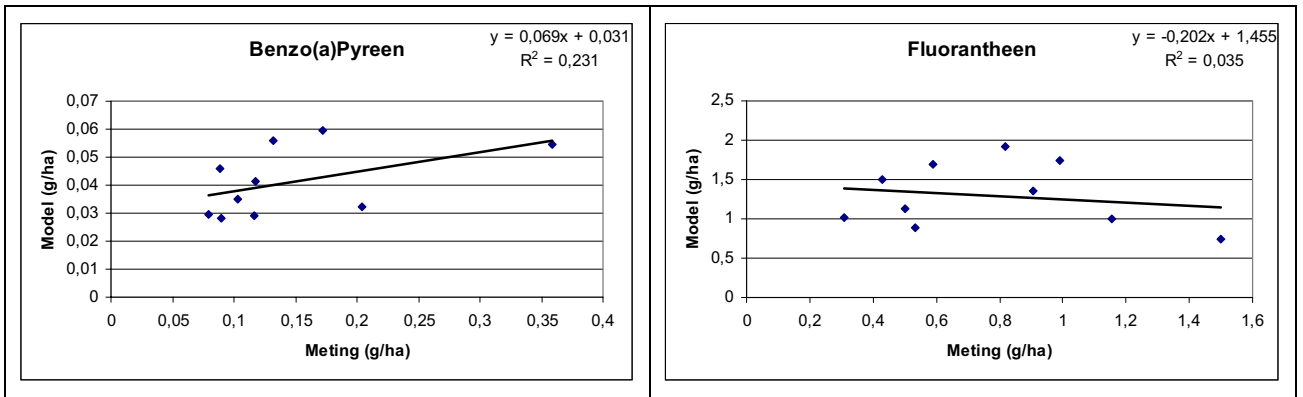 Benzo(a)Pyreen
y = 0,069x + 0,031
R² = 0,231
0,07
0,06
0,05
0,04
0,03
0,02
0,01
0
0 0,05 0,1 0,15 0,2 0,25 0,3 0,35 0,4
Model (g/ha)
Meting (g/ha)
Fluorantheen
y = -0,202x + 1,455
R² = 0,035
2,5
2
1,5
1
0,5
0
0 0,2 0,4 0,6 0,8 1 1,2 1,4 1,6
Model (g/ha)
Meting (g/ha)